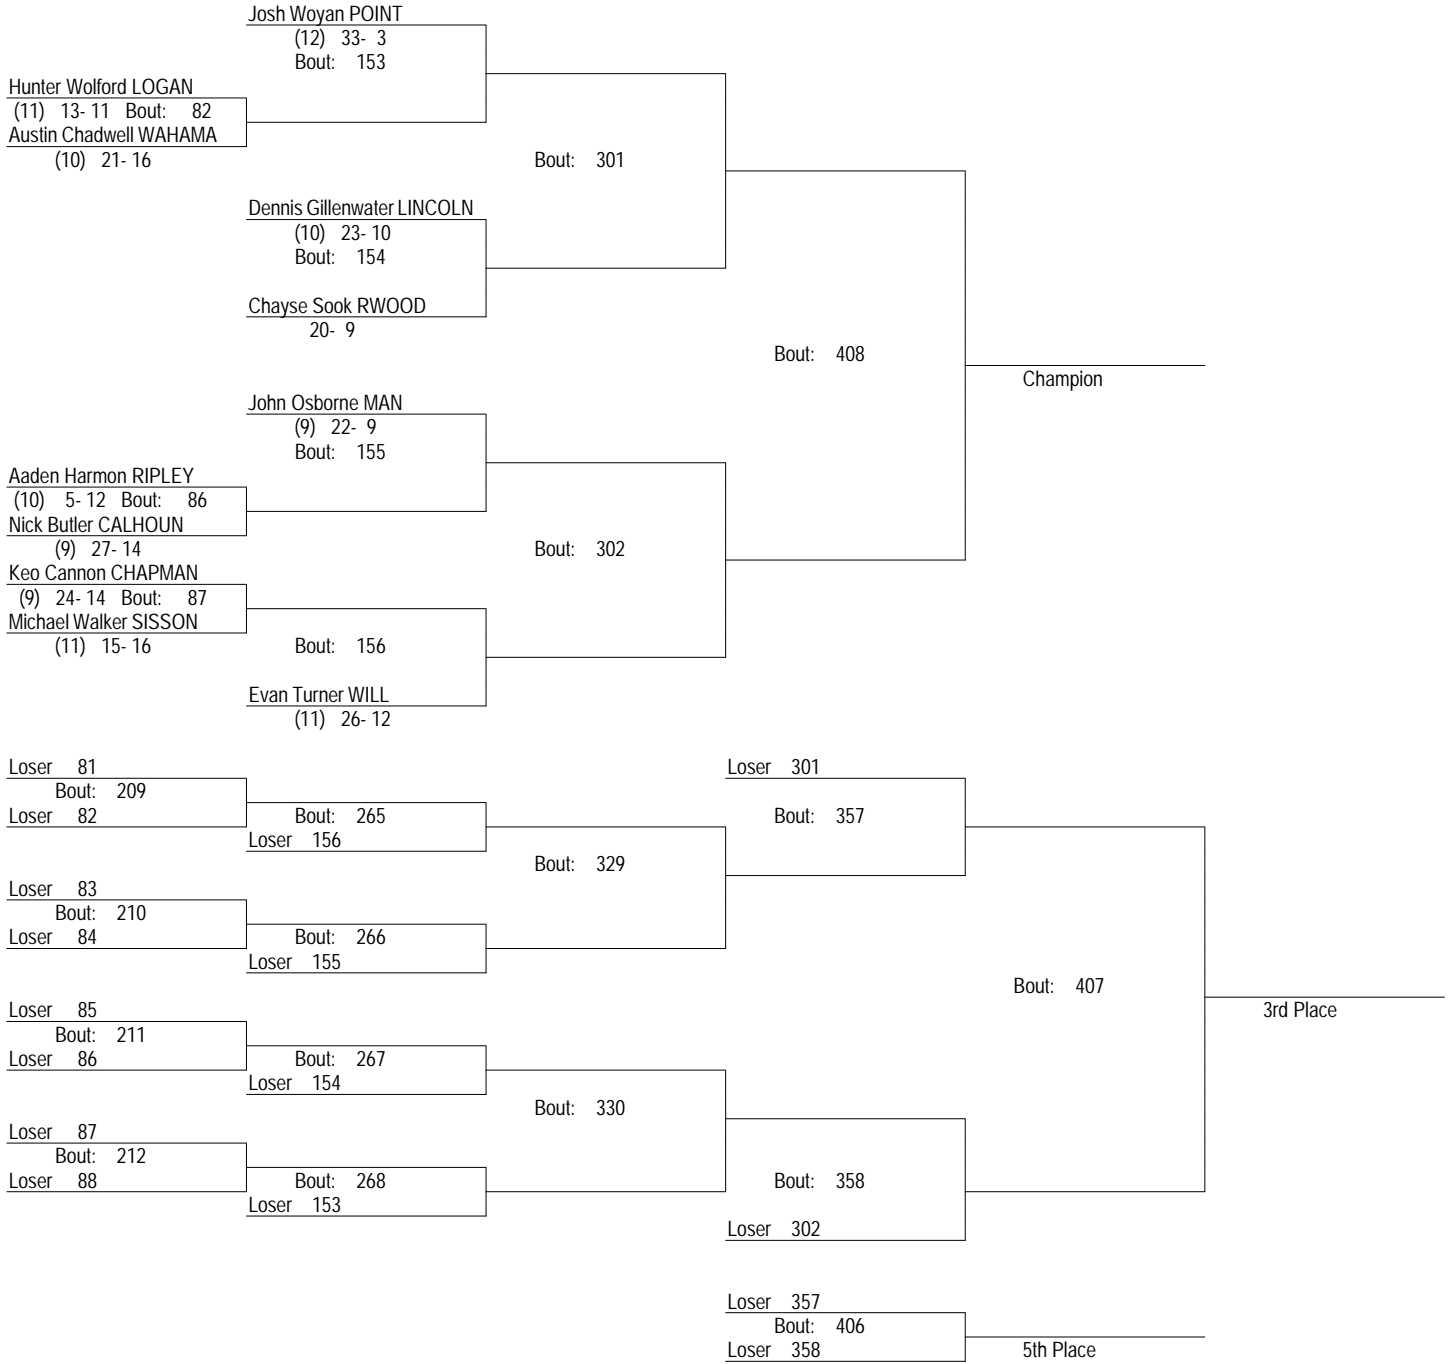 Josh Woyan POINT
(12) 33- 3
Bout: 153
Hunter Wolford LOGAN
(11) 13- 11 Bout: 82
Austin Chadwell WAHAMA
(10) 21- 16
Bout: 301
Dennis Gillenwater LINCOLN
(10) 23- 10
Bout: 154
Chayse Sook RWOOD
20- 9
Bout: 408
Champion
John Osborne MAN
(9) 22- 9
Bout: 155
Aaden Harmon RIPLEY
(10) 5- 12 Bout: 86
Nick Butler CALHOUN
(9) 27- 14
Bout: 302
Keo Cannon CHAPMAN
(9) 24- 14 Bout: 87
Michael Walker SISSON
(11) 15- 16
Bout: 156
Evan Turner WILL
(11) 26- 12
Loser 81
Bout: 209
Loser 82
Bout: 265
Loser 156
Bout: 329
Loser 301
Bout: 357
Loser 83
Bout: 210
Loser 84
Bout: 266
Loser 155
Bout: 407
3rd Place
Loser 85
Bout: 211
Loser 86
Bout: 267
Loser 154
Bout: 330
Loser 87
Bout: 212
Loser 88
Bout: 268
Loser 153
Bout: 358
Loser 302
Loser 357
Bout: 406
Loser 358
5th Place